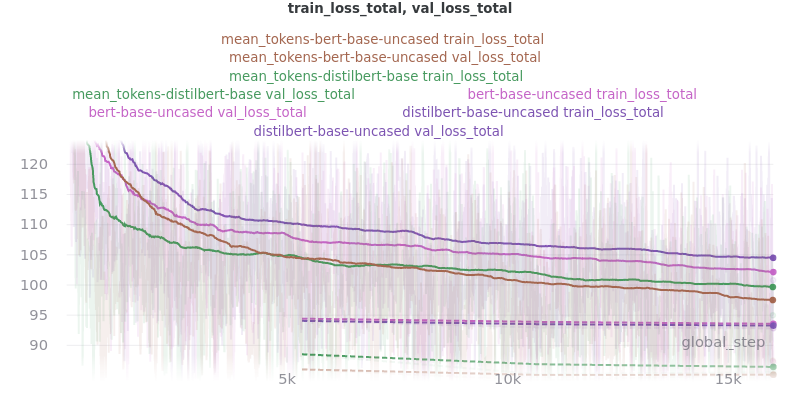 train_loss_total, val_loss_total
mean_tokens-bert-base-uncased train_loss_total
mean_tokens-bert-base-uncased val_loss_total
mean_tokens-distilbert-base train_loss_total
mean_tokens-distilbert-base val_loss_total bert-base-uncased train_loss_total
bert-base-uncased val_loss_total distilbert-base-uncased train_loss_total
distilbert-base-uncased val_loss_total
120
115
110
105
100
95
90
global_step
5k 10k 15k